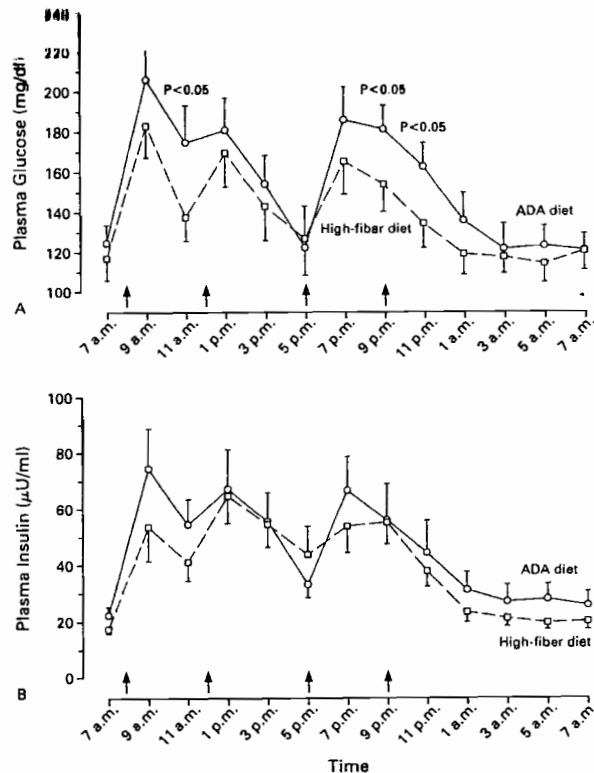 Plasma Glucose (mg/dl)
220
200
180
160
140
120
100
P<0.05
P<0.05
P<0.05
High-fiber diet
ADA diet
A
7 a.m.
9 a.m.
11 a.m.
1 p.m.
3 p.m.
5 p.m.
7 p.m.
9 p.m.
11 p.m.
1 a.m.
3 a.m.
5 a.m.
7 a.m.
Plasma Insulin (μU/ml)
100
80
60
40
20
0
ADA diet
High-fiber diet
B
7 a.m.
9 a.m.
11 a.m.
1 p.m.
3 p.m.
5 p.m.
7 p.m.
9 p.m.
11 p.m.
1 a.m.
3 a.m.
5 a.m.
7 a.m.
Time